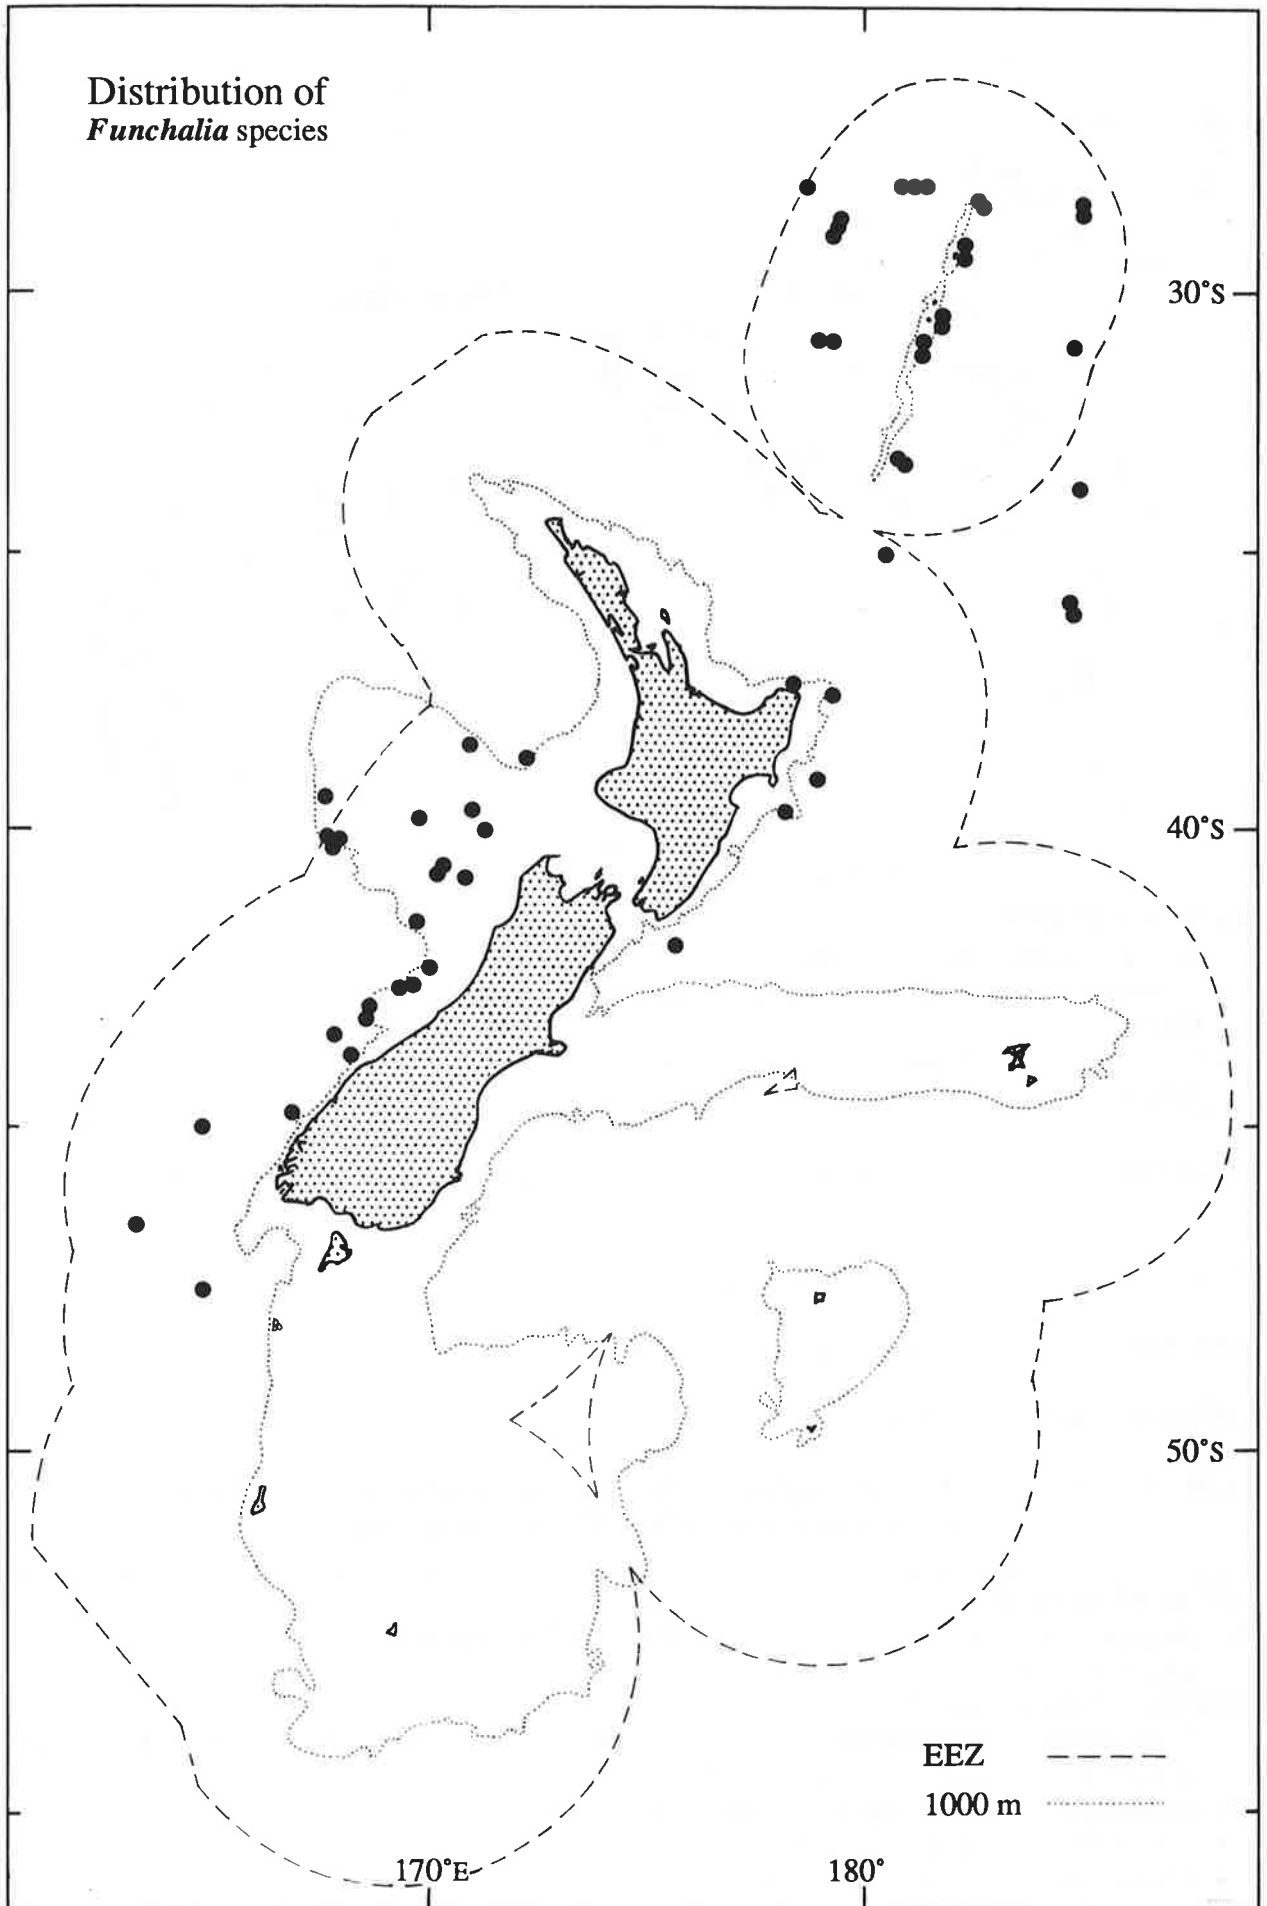 Distribution of
Funchalia species
30°S
40°S
50°S
EEZ
1000 m
170°E
180°